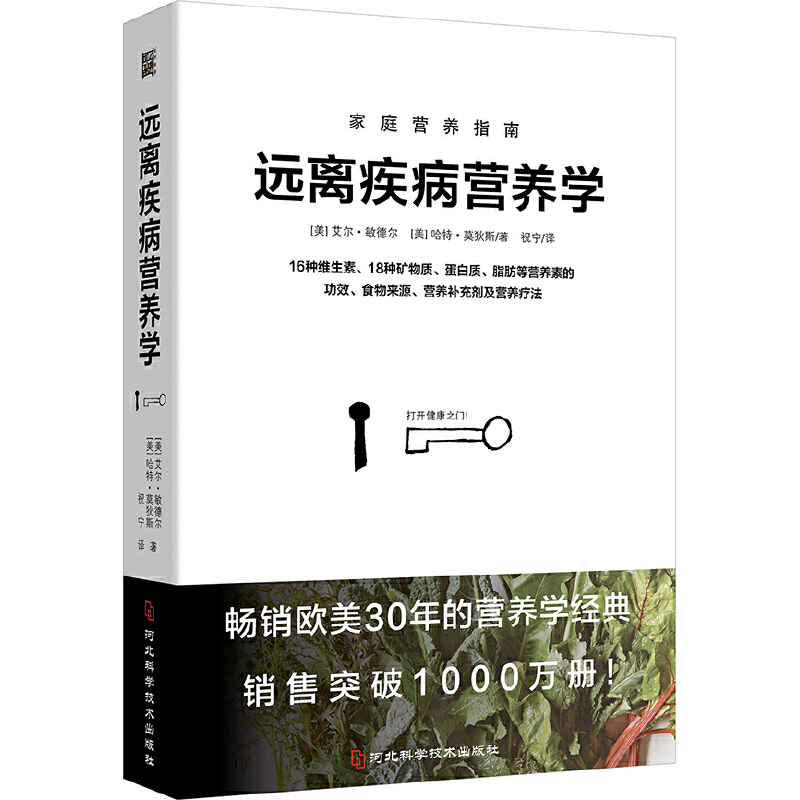 家庭营养指南
远离疾病营养学
[美]艾尔·敏德尔 [美]哈特·莫狄斯/著 祝宁/译
16种维生素、18种矿物质、蛋白质、脂肪等营养素的
功效、食物来源、营养补充剂及营养疗法
打开健康之门!
畅销欧美30年的营养学经典
销售突破1000万册!
河北科学技术出版社
远离疾病营养学
[美]艾尔·敏德尔
[美]哈特·莫狄斯 著
祝宁 译
河北科学技术出版社